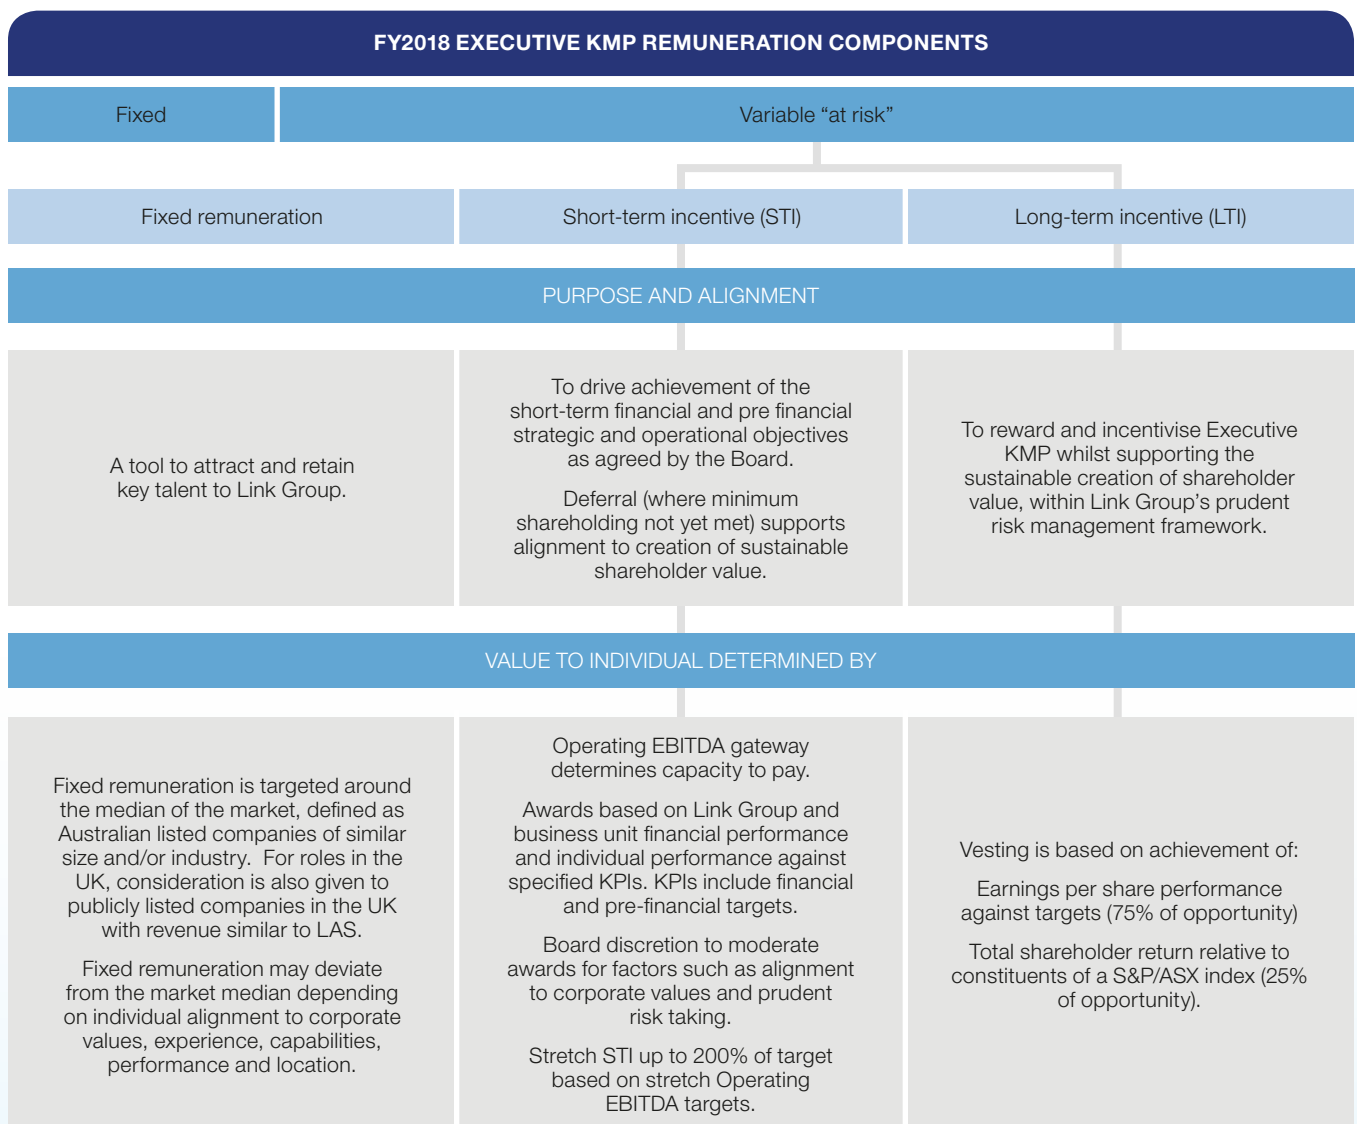 FY2018 EXECUTIVE KMP REMUNERATION COMPONENTS
Fixed
Variable “at risk”
Fixed remuneration
Short-term incentive (STI)
Long-term incentive (LTI)
PURPOSE AND ALIGNMENT
A tool to attract and retain
key talent to Link Group.
To drive achievement of the
short-term financial and pre financial
strategic and operational objectives
as agreed by the Board.
Deferral (where minimum
shareholding not yet met) supports
alignment to creation of sustainable
shareholder value.
To reward and incentivise Executive
KMP whilst supporting the
sustainable creation of shareholder
value, within Link Group’s prudent
risk management framework.
VALUE TO INDIVIDUAL DETERMINED BY
Fixed remuneration is targeted around
the median of the market, defined as
Australian listed companies of similar
size and/or industry.  For roles in the
UK, consideration is also given to
publicly listed companies in the UK
with revenue similar to LAS.
Fixed remuneration may deviate
from the market median depending
on individual alignment to corporate
values, experience, capabilities,
performance and location.
Operating EBITDA gateway
determines capacity to pay.
Awards based on Link Group and
business unit financial performance
and individual performance against
specified KPIs. KPIs include financial
and pre-financial targets.
Board discretion to moderate
awards for factors such as alignment
to corporate values and prudent
risk taking.
Stretch STI up to 200% of target
based on stretch Operating
EBITDA targets.
Vesting is based on achievement of:
Earnings per share performance
against targets (75% of opportunity)
Total shareholder return relative to
constituents of a S&P/ASX index (25%
of opportunity).